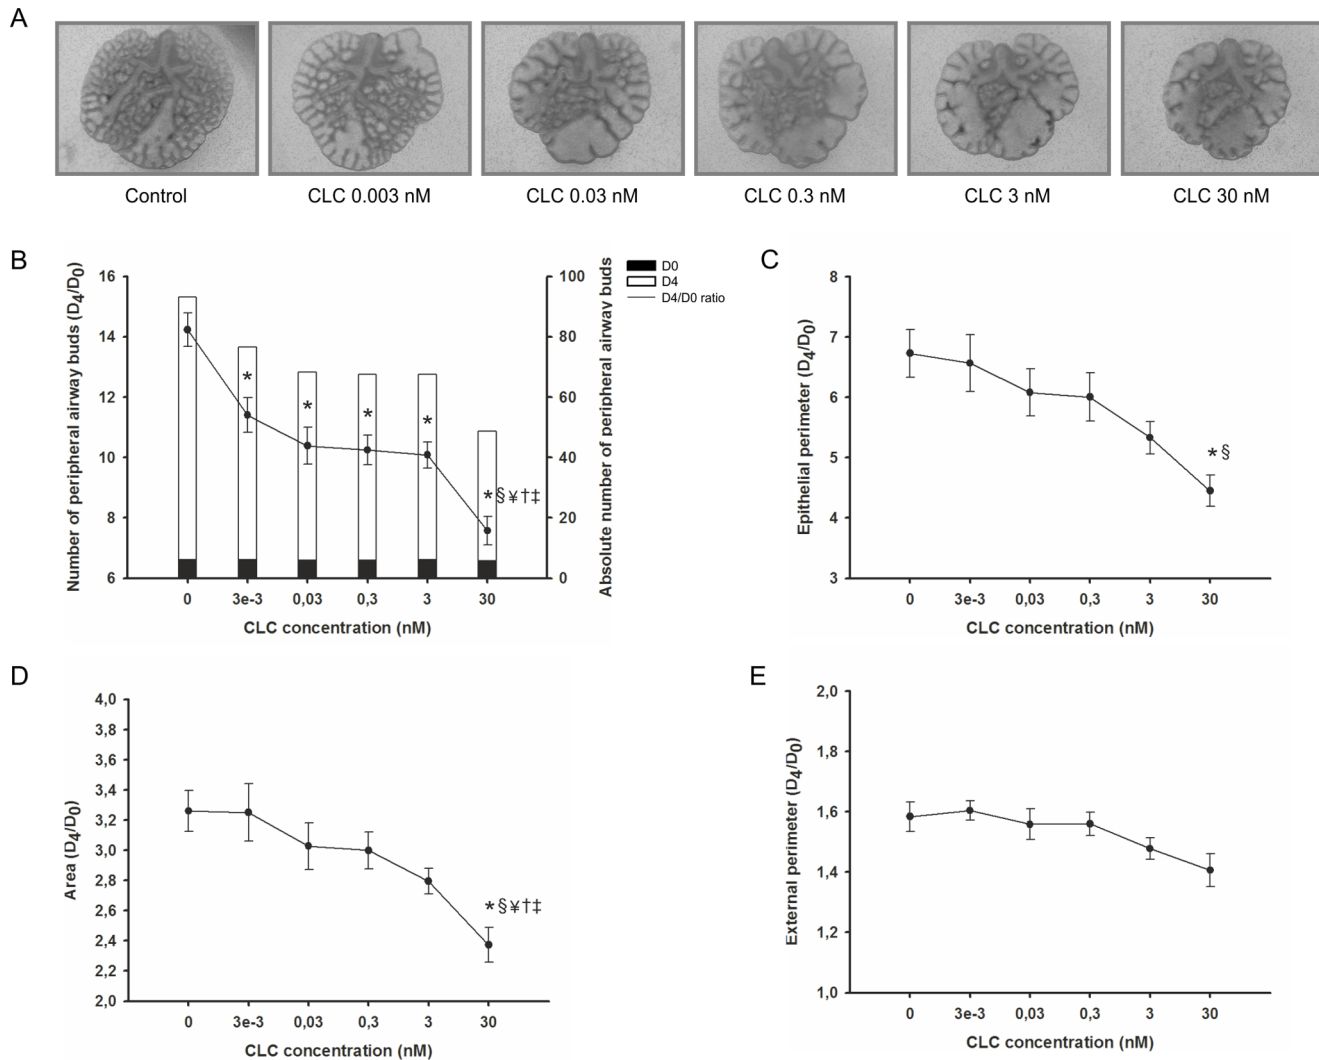 A
Control
CLC 0.003 nM
CLC 0.03 nM
CLC 0.3 nM
CLC 3 nM
CLC 30 nM
B
Number of peripheral airway buds (D4/D0)
16
14
12
10
8
6
*
*
*
*
*§¥†‡
100
80
60
40
20
0
Absolute number of peripheral airway buds
D0
D4
D4/D0 ratio
0
3e-3
0,03
0,3
3
30
CLC concentration (nM)
C
Epithelial perimeter (D4/D0)
8
7
6
5
4
3
*§
0
3e-3
0,03
0,3
3
30
CLC concentration (nM)
D
Area (D4/D0)
4,0
3,8
3,6
3,4
3,2
3,0
2,8
2,6
2,4
2,2
2,0
*§¥†‡
0
3e-3
0,03
0,3
3
30
CLC concentration (nM)
E
External perimeter (D4/D0)
2,0
1,8
1,6
1,4
1,2
1,0
0
3e-3
0,03
0,3
3
30
CLC concentration (nM)